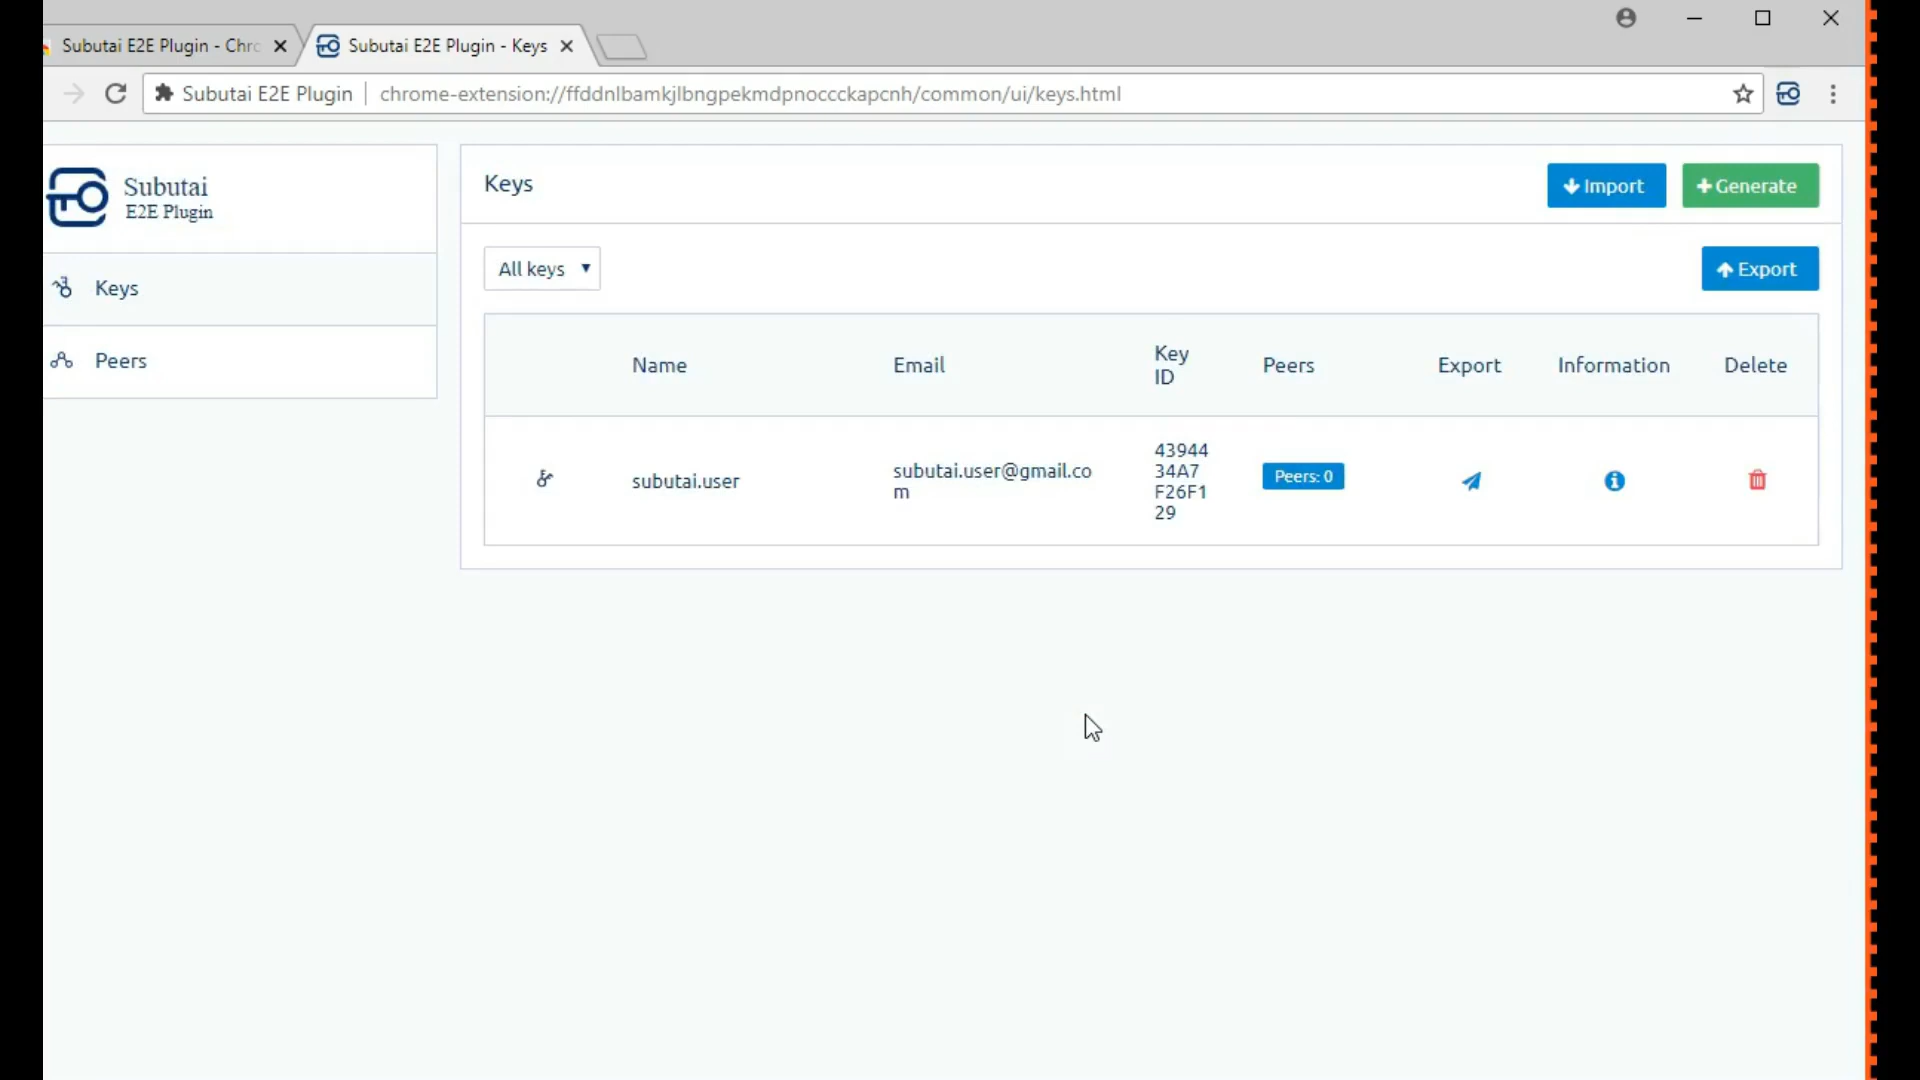 Subutai E2E Plugin - Chrc
Subutai E2E Plugin - Keys
Subutai E2E Plugin
chrome-extension://ffddnlbamkjlbngpekmdpnoccckapcnh/common/ui/keys.html
Subutai
E2E Plugin
Keys
Peers
Keys
Import
Generate
All keys
Export
Name
Email
Key
ID
Peers
Export
Information
Delete
subutai.user
subutai.user@gmail.co
m
43944
34A7
F26F1
29
Peers: 0